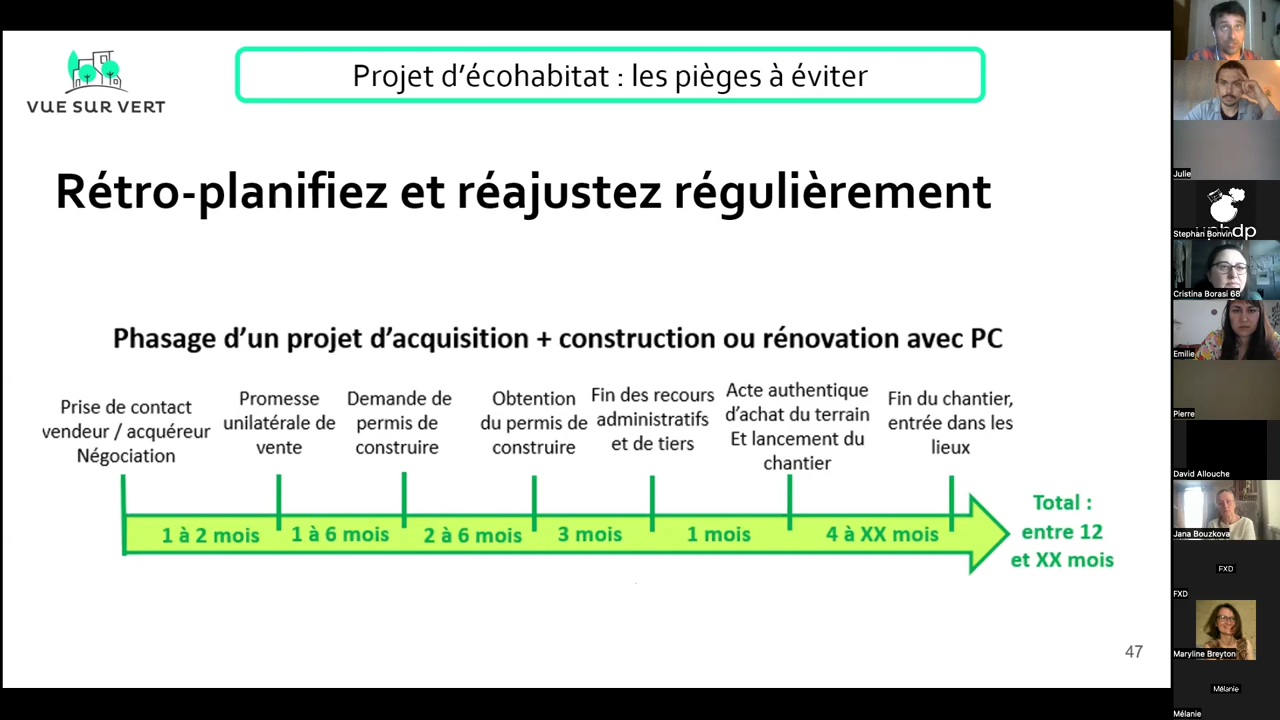 VUE SUR VERT
Projet d'écohabitat : les pièges à éviter
Rétro-planifiez et réajustez régulièrement
Phasage d'un projet d'acquisition + construction ou rénovation avec PC
Prise de contact
vendeur / acquéreur
Négociation
Promesse
unilatérale de
vente
Demande de
permis de
construire
Obtention
du permis de
construire
Fin des recours
administratifs
et de tiers
Acte authentique
d'achat du terrain
Et lancement du
chantier
Fin du chantier,
entrée dans les
lieux
1 à 2 mois
1 à 6 mois
2 à 6 mois
3 mois
1 mois
4 à XX mois
Total :
entre 12
et XX mois
47
Julie
Stephan Bonvin
Cristina Borasi 68
Emilie
Pierre
David Allouche
Jana Bouzkova
FXD
FXD
Maryline Breyton
Mélanie
Mélanie